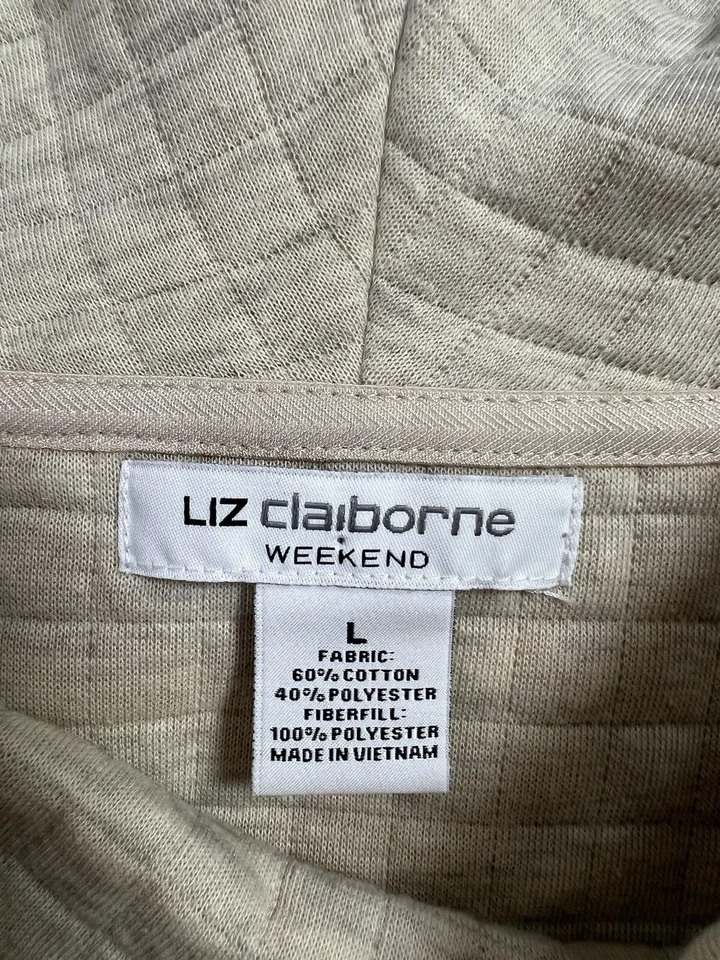 LIZ claiborne
WEEKEND
L
FABRIC:
60% COTTON
40% POLYESTER
FIBERFILL:
100% POLYESTER
MADE IN VIETNAM